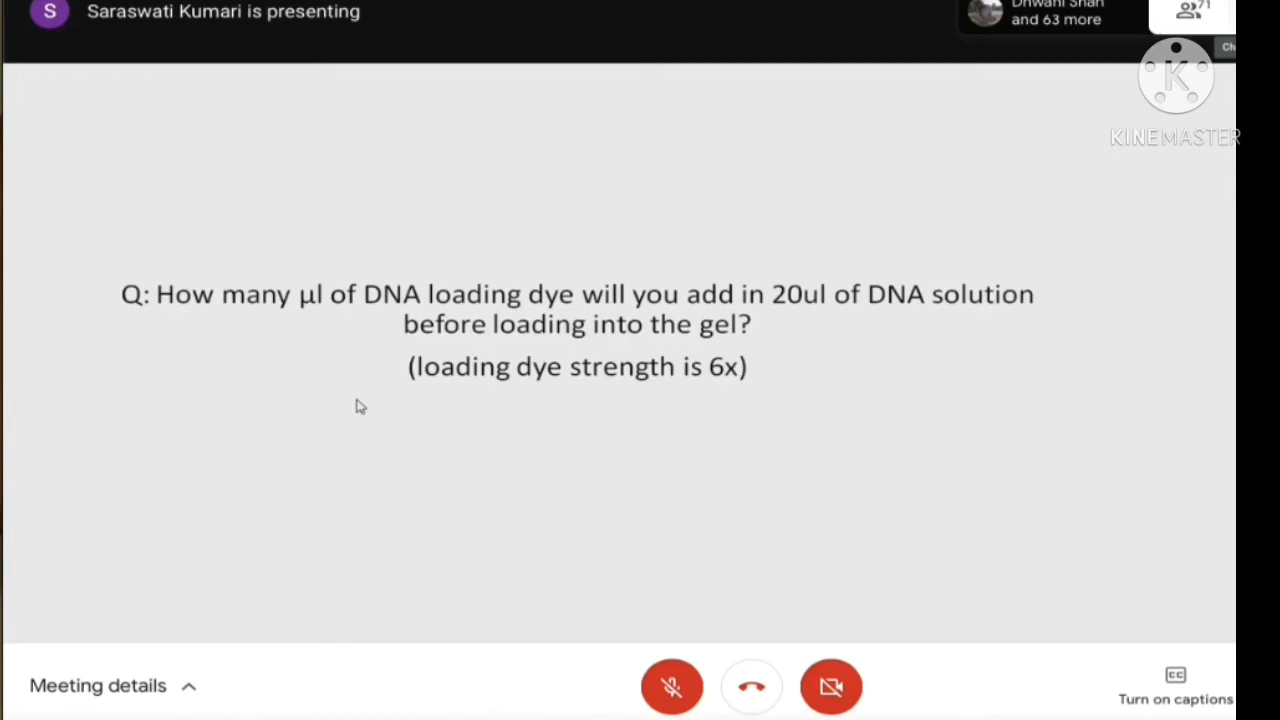 S
Saraswati Kumari is presenting
Dhwani Shah
and 63 more
71
Ch
K
KINEMASTER
Q: How many µl of DNA loading dye will you add in 20ul of DNA solution
before loading into the gel?
(loading dye strength is 6x)
Meeting details
CC
Turn on captions